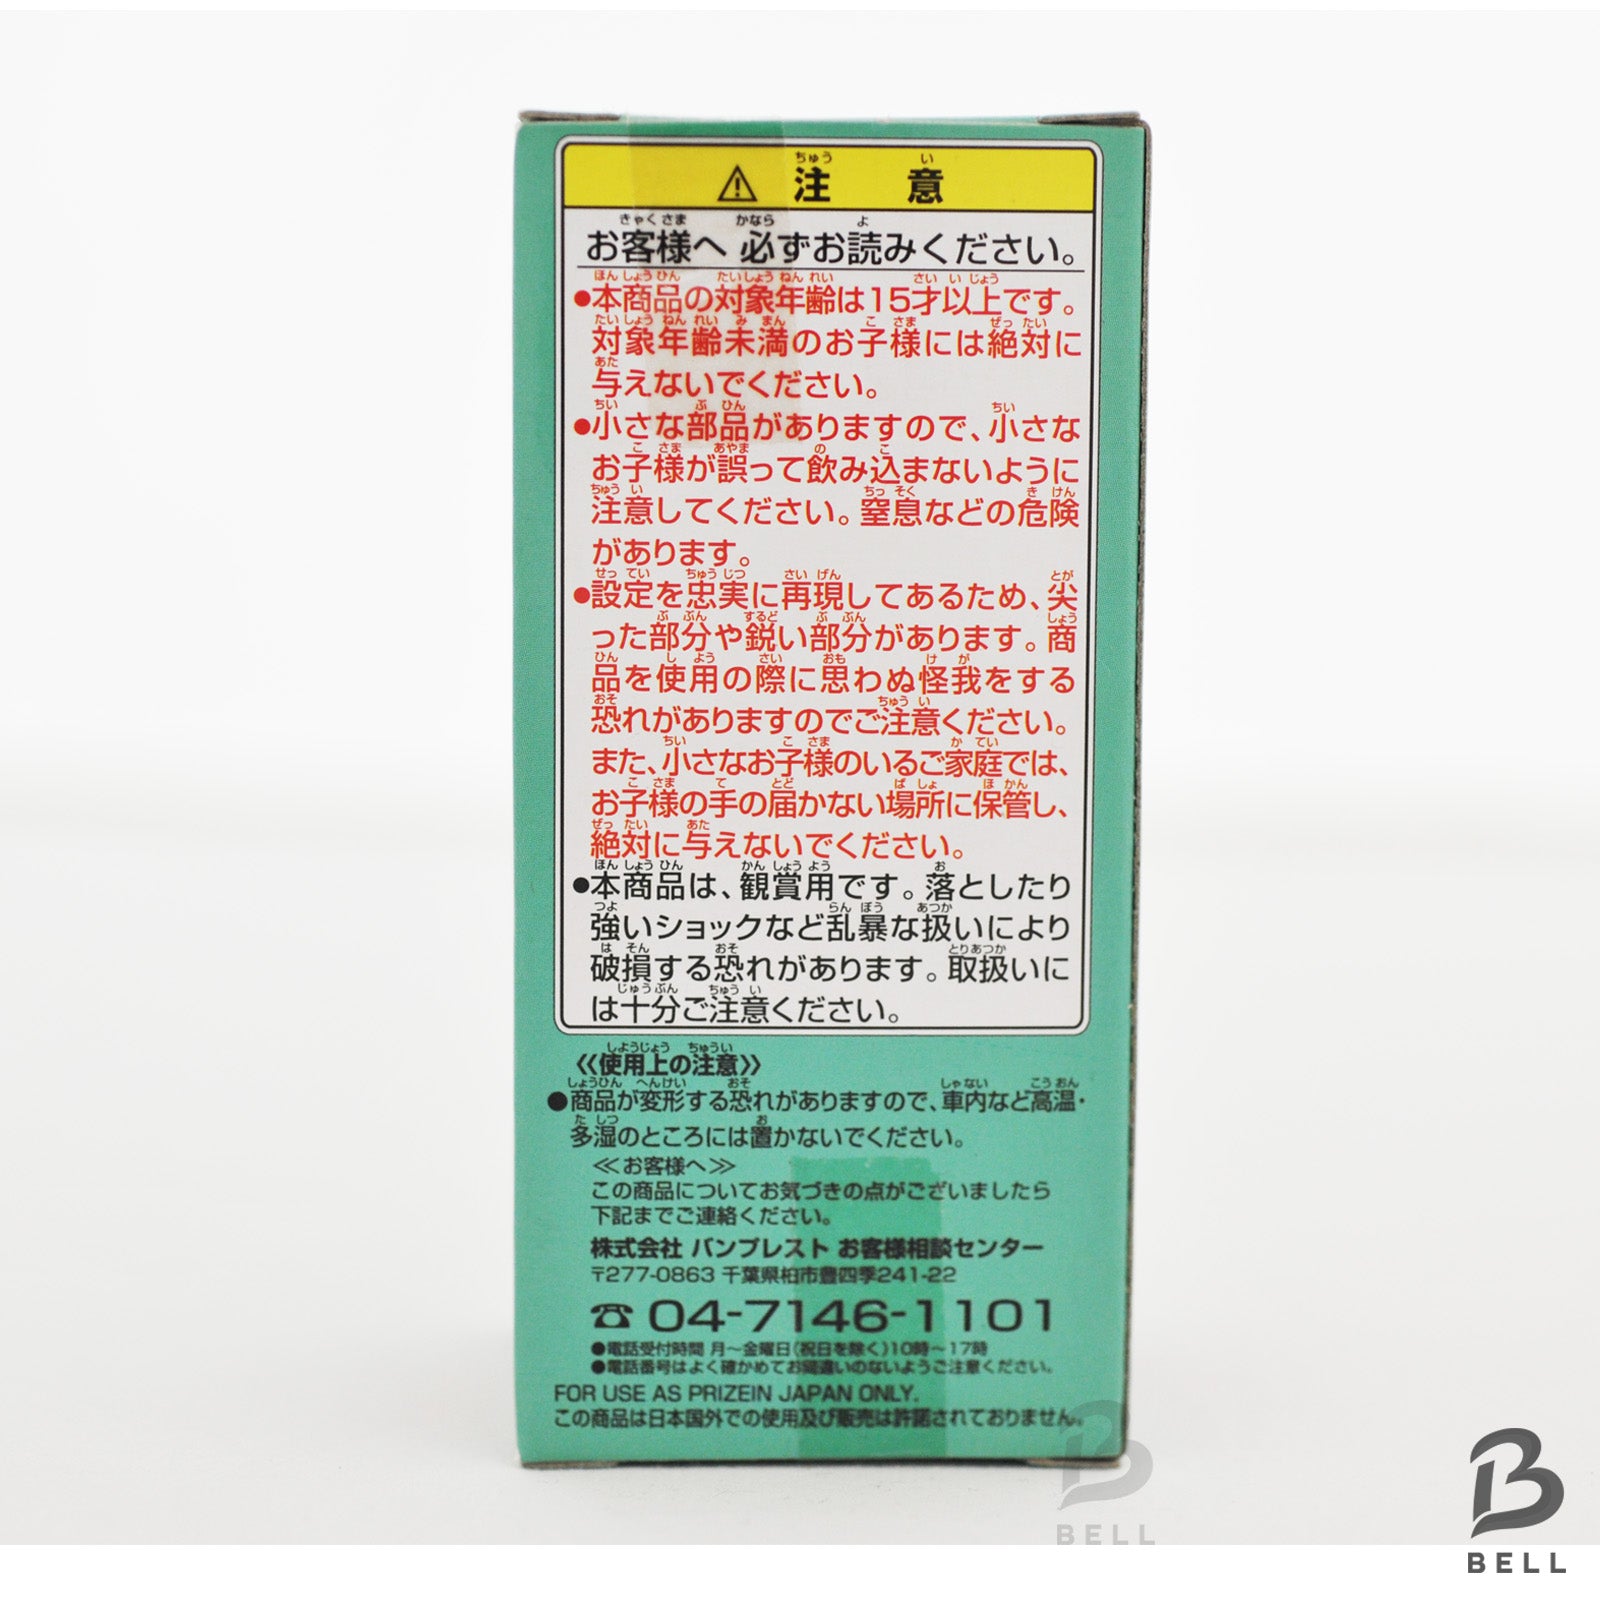 ⚠ 注 意
お客様へ 必ずお読みください。
●本商品の対象年齢は15才以上です。
対象年齢未満のお子様には絶対に
与えないでください。
●小さな部品がありますので、小さな
お子様が誤って飲み込まないように
注意してください。窒息などの危険
があります。
●設定を忠実に再現してあるため、尖
った部分や鋭い部分があります。商
品を使用の際に思わぬ怪我をする
恐れがありますのでご注意ください。
また、小さなお子様のいるご家庭では、
お子様の手の届かない場所に保管し、
絶対に与えないでください。
●本商品は、観賞用です。落としたり
強いショックなど乱暴な扱いにより
破損する恐れがあります。取扱いに
は十分ご注意ください。
《使用上の注意》
●商品が変形する恐れがありますので、車内など高温・
多湿のところには置かないでください。
≪お客様へ≫
この商品についてお気づきの点がございましたら
下記までご連絡ください。
株式会社 バンプレスト お客様相談センター
〒277-0863 千葉県柏市豊四季241-22
☎ 04-7146-1101
●電話受付時間 月～金曜日(祝日を除く)10時～17時
●電話番号はよく確かめてお間違いのないようご注意ください。
FOR USE AS PRIZEIN JAPAN ONLY.
この商品は日本国外での使用及び販売は許諾されておりません。
BELL
BELL